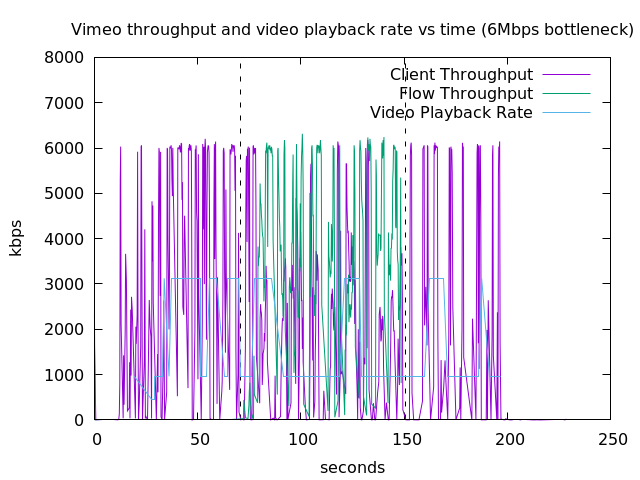 Vimeo throughput and video playback rate vs time (6Mbps bottleneck)
8000
7000
6000
5000
4000
3000
2000
1000
0
kbps
Client Throughput
Flow Throughput
Video Playback Rate
0 50 100 150 200 250
seconds